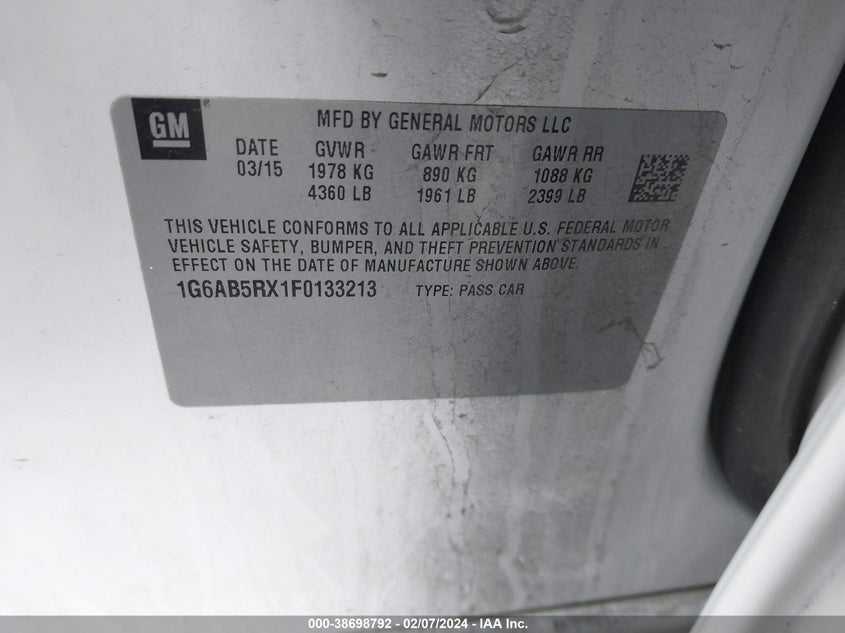 GM
MFD BY GENERAL MOTORS LLC
DATE GVWR GAWR FRT GAWR RR
03/15 1978 KG 890 KG 1088 KG
4360 LB 1961 LB 2399 LB
THIS VEHICLE CONFORMS TO ALL APPLICABLE U.S. FEDERAL MOTOR
VEHICLE SAFETY, BUMPER, AND THEFT PREVENTION STANDARDS IN
EFFECT ON THE DATE OF MANUFACTURE SHOWN ABOVE.
1G6AB5RX1F0133213 TYPE: PASS CAR
000-38698792 - 02/07/2024 - IAA Inc.